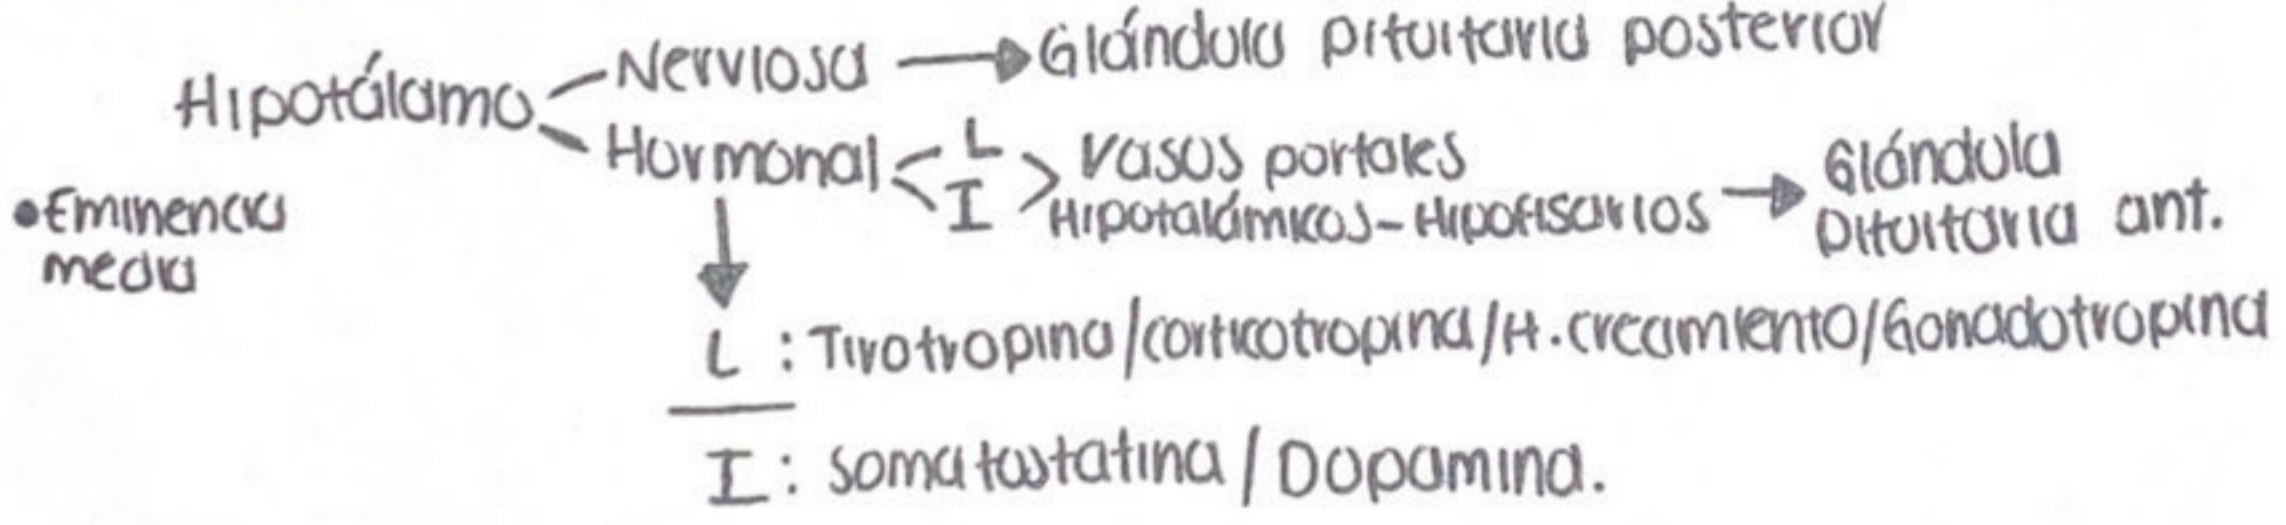 Hipotálamo
Nerviosa → Glándula pituitaria posterior
Hormonal < L I > Vasos portales
Hipotalámicos-Hipofisarios → Glándula
pituitaria ant.
• Eminencia
media
L : Tirotropina/corticotropina/H.crecimiento/Gonadotropina
I : somatostatina / Dopamina.